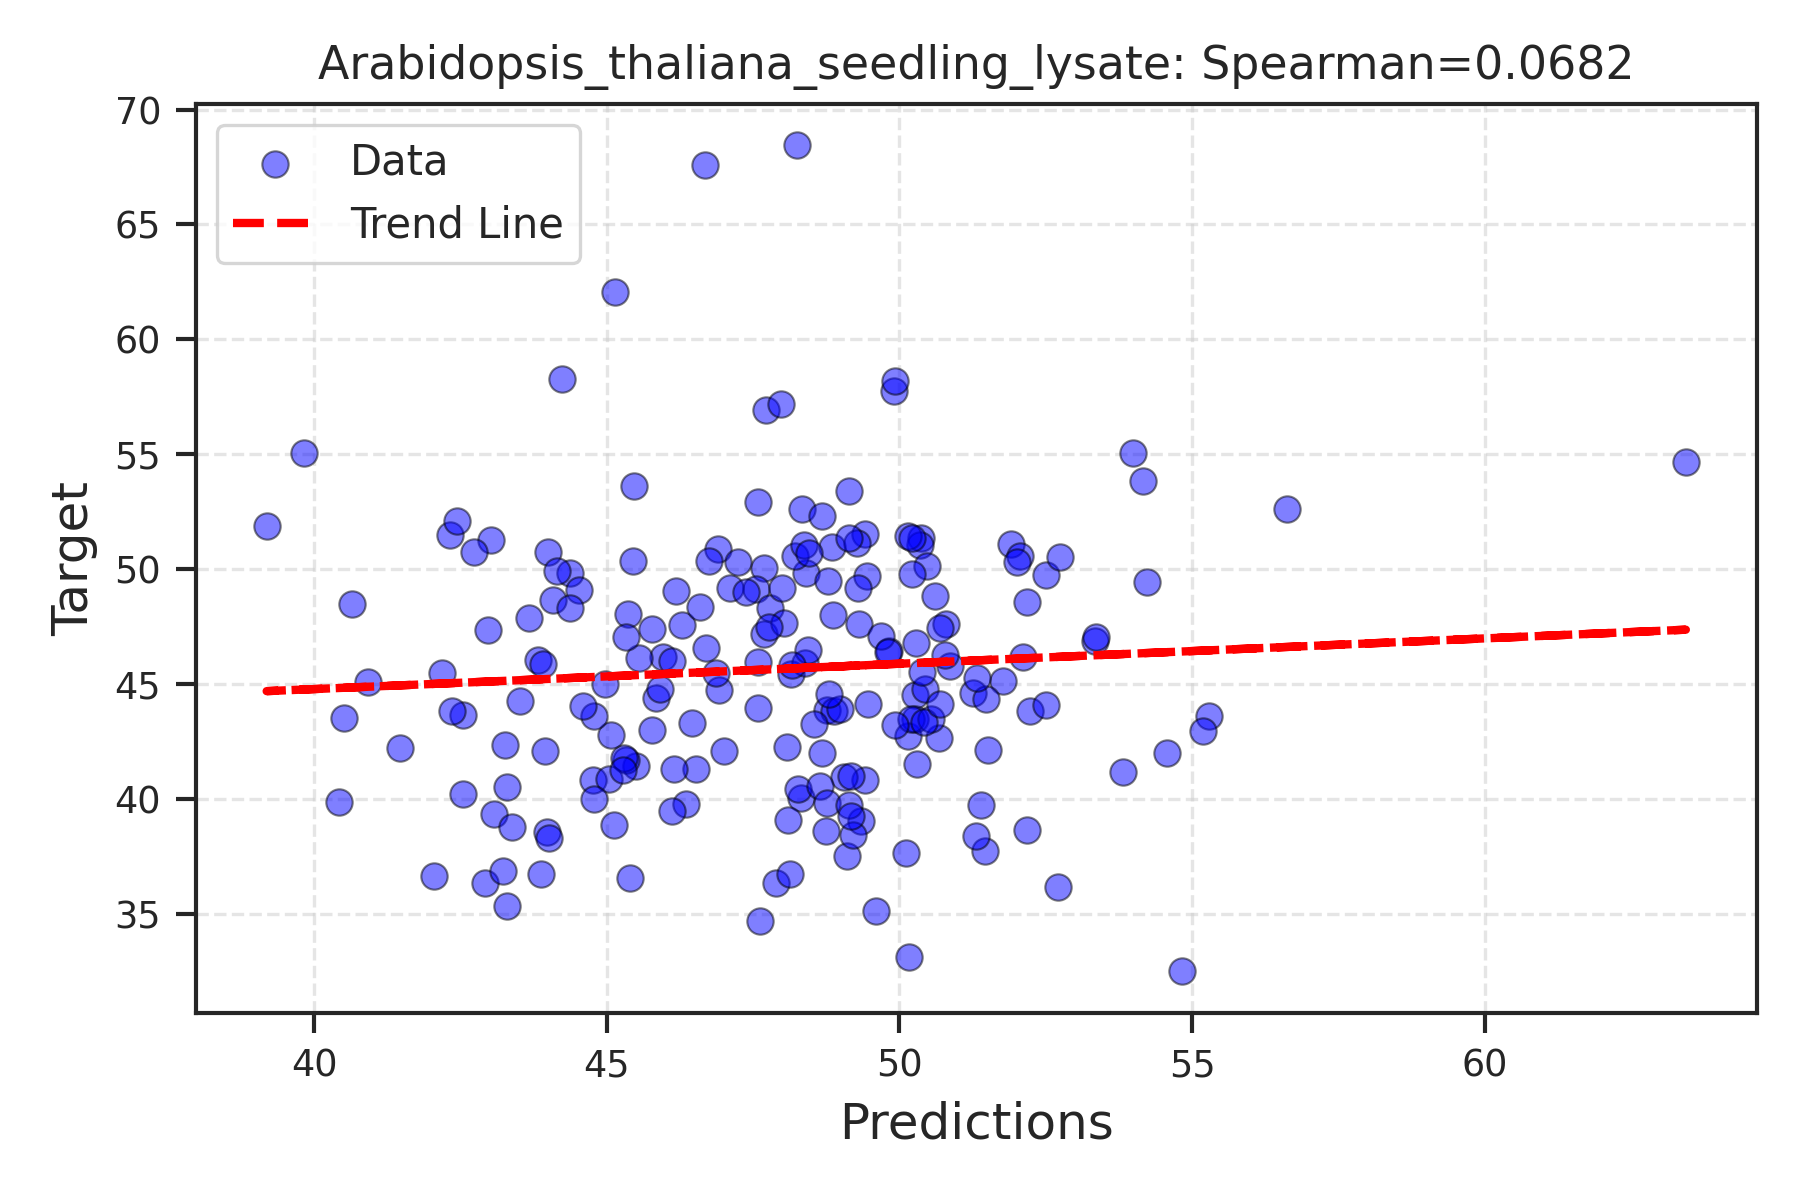 Arabidopsis_thaliana_seedling_lysate: Spearman=0.0682
Data
Trend Line
70
65
60
55
50
45
40
35
Target
40 45 50 55 60
Predictions